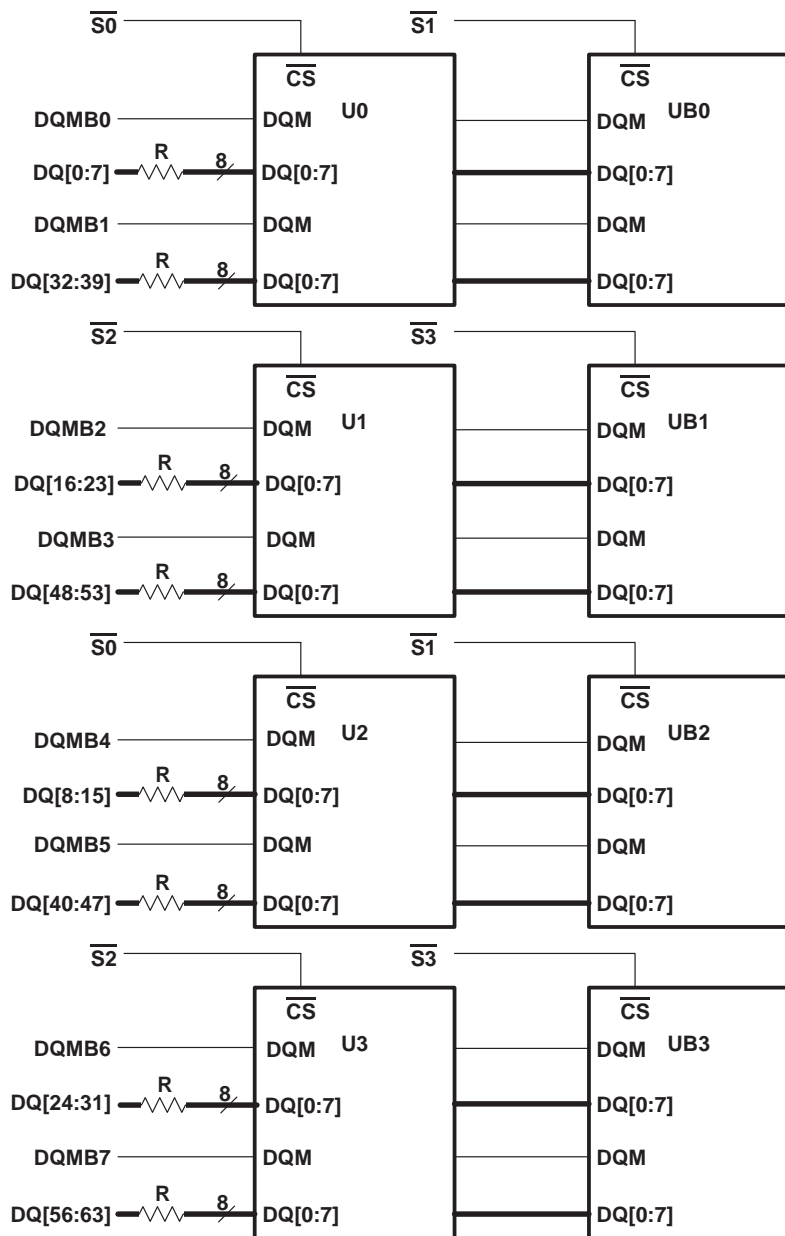 S0 S1
CS CS
DQMB0 DQM U0 DQM UB0
R 8
DQ[0:7] DQ[0:7] DQ[0:7]
DQMB1 DQM DQM
R 8
DQ[32:39] DQ[0:7] DQ[0:7]
S2 S3
CS CS
DQMB2 DQM U1 DQM UB1
R 8
DQ[16:23] DQ[0:7] DQ[0:7]
DQMB3 DQM DQM
R 8
DQ[48:53] DQ[0:7] DQ[0:7]
S0 S1
CS CS
DQMB4 DQM U2 DQM UB2
R 8
DQ[8:15] DQ[0:7] DQ[0:7]
DQMB5 DQM DQM
R 8
DQ[40:47] DQ[0:7] DQ[0:7]
S2 S3
CS CS
DQMB6 DQM U3 DQM UB3
R 8
DQ[24:31] DQ[0:7] DQ[0:7]
DQMB7 DQM DQM
R 8
DQ[56:63] DQ[0:7] DQ[0:7]